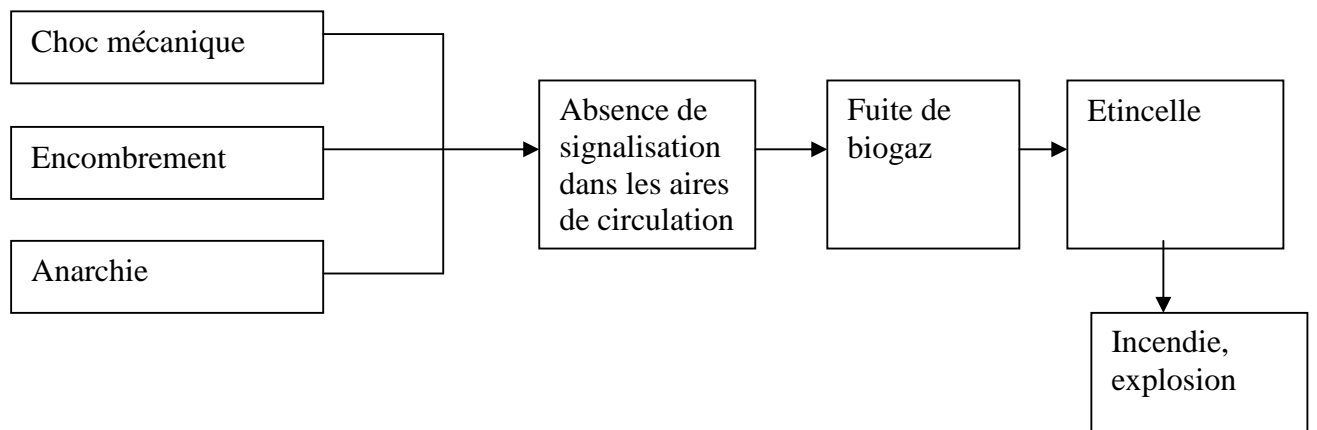 Choc mécanique
Encombrement
Anarchie
Absence de
signalisation
dans les aires
de circulation
Fuite de
biogaz
Etincelle
Incendie,
explosion